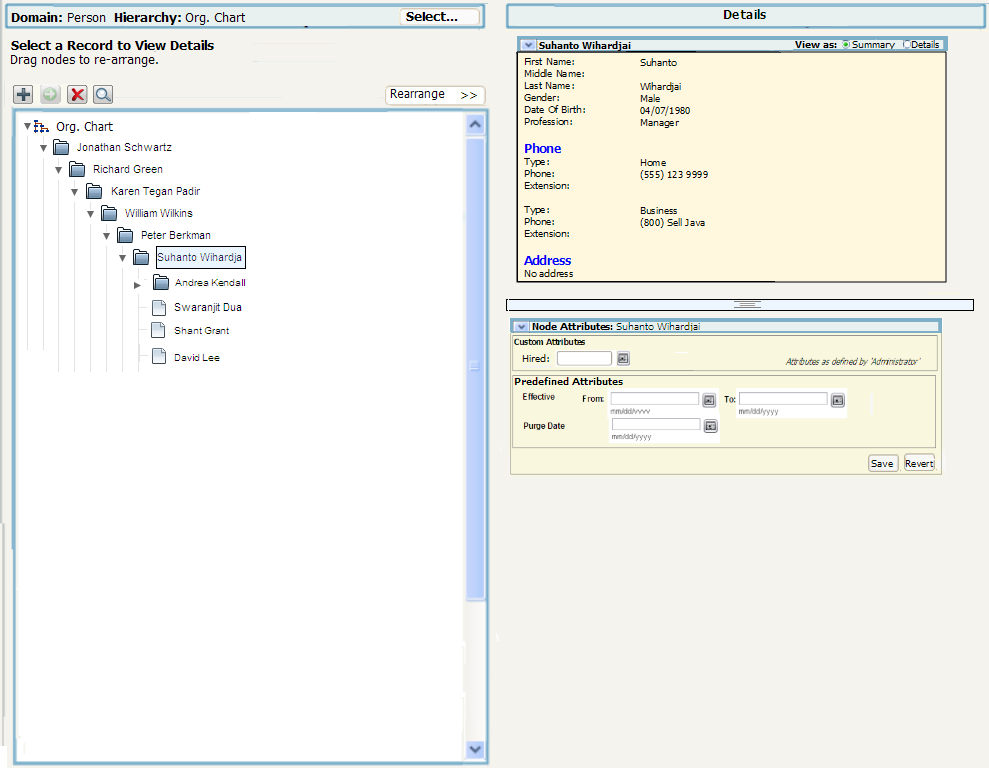 Domain: Person Hierarchy: Org. Chart
Select...
Select a Record to View Details
Drag nodes to re-arrange.
Rearrange >>
Org. Chart
Jonathan Schwartz
Richard Green
Karen Tegan Padir
William Wilkins
Peter Berkman
Suhanto Wihardja
Andrea Kendall
Swaranjit Dua
Shant Grant
David Lee
Details
Suhanto Wihardjai View as: Summary Details
First Name: Suhanto
Middle Name:
Last Name: Wihardjai
Gender: Male
Date Of Birth: 04/07/1980
Profession: Manager
Phone
Type: Home
Phone: (555) 123 9999
Extension:
Type: Business
Phone: (800) Sell Java
Extension:
Address
No address
Node Attributes: Suhanto Wihardjai
Custom Attributes
Hired:
Attributes as defined by 'Administrator'
Predefined Attributes
Effective From: To:
mm/dd/yyyy mm/dd/yyyy
Purge Date
mm/dd/yyyy
Save Revert